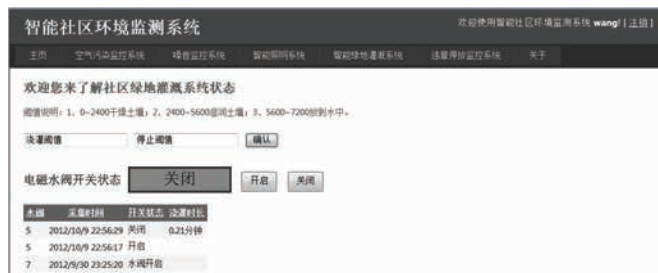 智能社区环境监测系统
欢迎使用智能社区环境监测系统 wang! [ 注销 ]
主页 空气污染监控系统 噪音监控系统 智能照明系统 智能绿地灌溉系统 违章停放监控系统 关于
欢迎您来了解社区绿地灌溉系统状态
阈值说明：1、0~2400干燥土壤；2、2400~5600湿润土壤；3、5600~7200放到水中。
浇灌阈值 停止阈值 确认
电磁水阀开关状态 关闭 开启 关闭
水阀 采集时间 开关状态 浇灌时长
5 2012/10/9 22:56:29 关闭 0.21分钟
5 2012/10/9 22:56:17 开启
7 2012/9/30 23:25:20 水阀开启